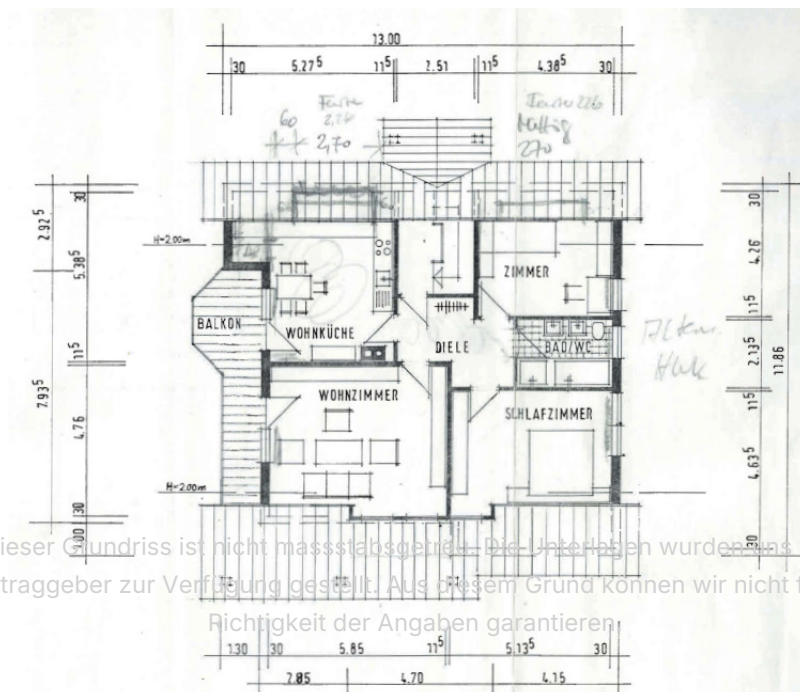 13.00
30 5.27⁵ 11⁵ 2.51 11⁵ 4.38⁵ 30
60
2,70
270
30
2.92⁵
5.38⁵
7.93⁵
11⁵
4.76
30
1.00
H=2.00m
ZIMMER
BALKON
WOHNKÜCHE
DIELE
BAD/WC
WOHNZIMMER
SCHLAFZIMMER
H=2.00m
30
4.26
11⁵
2.13⁵
11.86
11⁵
4.63⁵
30
ieser Grundriss ist nicht massstabsgetreu. Die Unterlagen wurden uns
traggeber zur Verfügung gestellt. Aus diesem Grund können wir nicht f
Richtigkeit der Angaben garantieren.
1.30 30 5.85 11⁵ 5.13⁵ 30
2.85 4.70 4.15